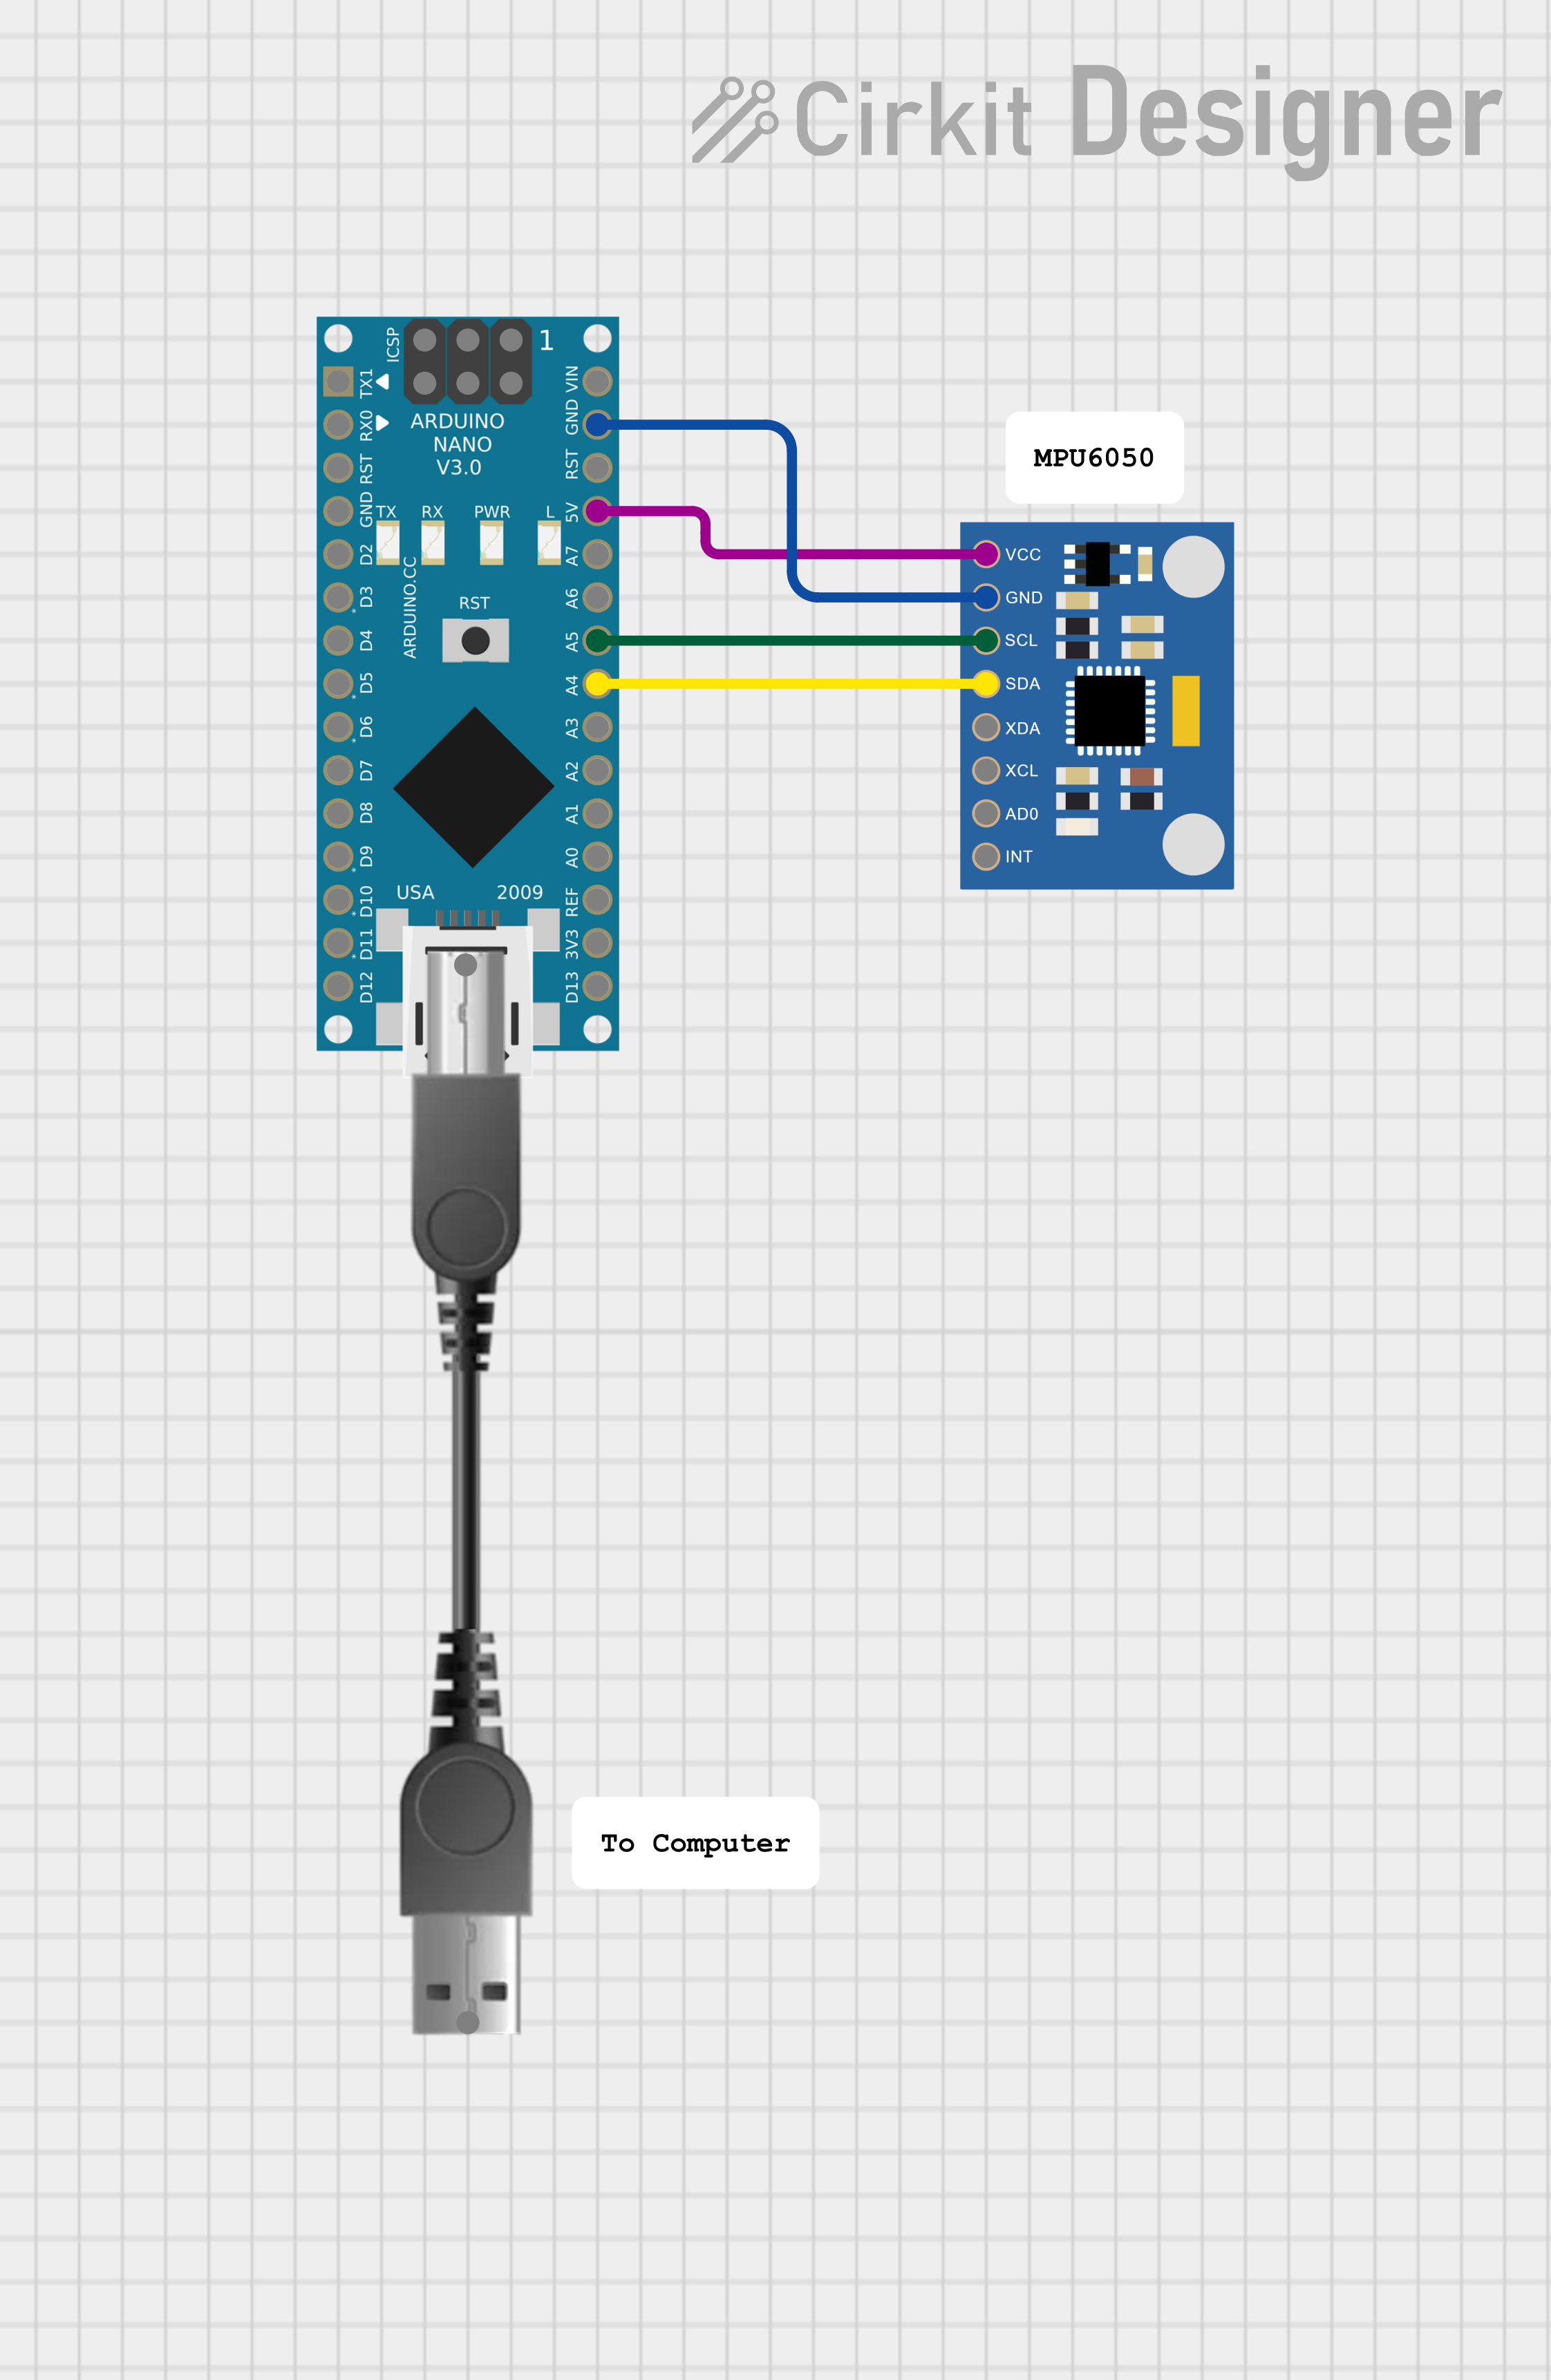 Cirkit Designer
ICSP
1
TX1
RX0
RST
GND
D2
D3
D4
D5
D6
D7
D8
D9
D10
D11
D12
ARDUINO
NANO
V3.0
TX RX PWR L
ARDUINO.CC
RST
USA 2009
VIN
GND
RST
5V
A7
A6
A5
A4
A3
A2
A1
A0
REF
3V3
D13
MPU6050
VCC
GND
SCL
SDA
XDA
XCL
AD0
INT
To Computer